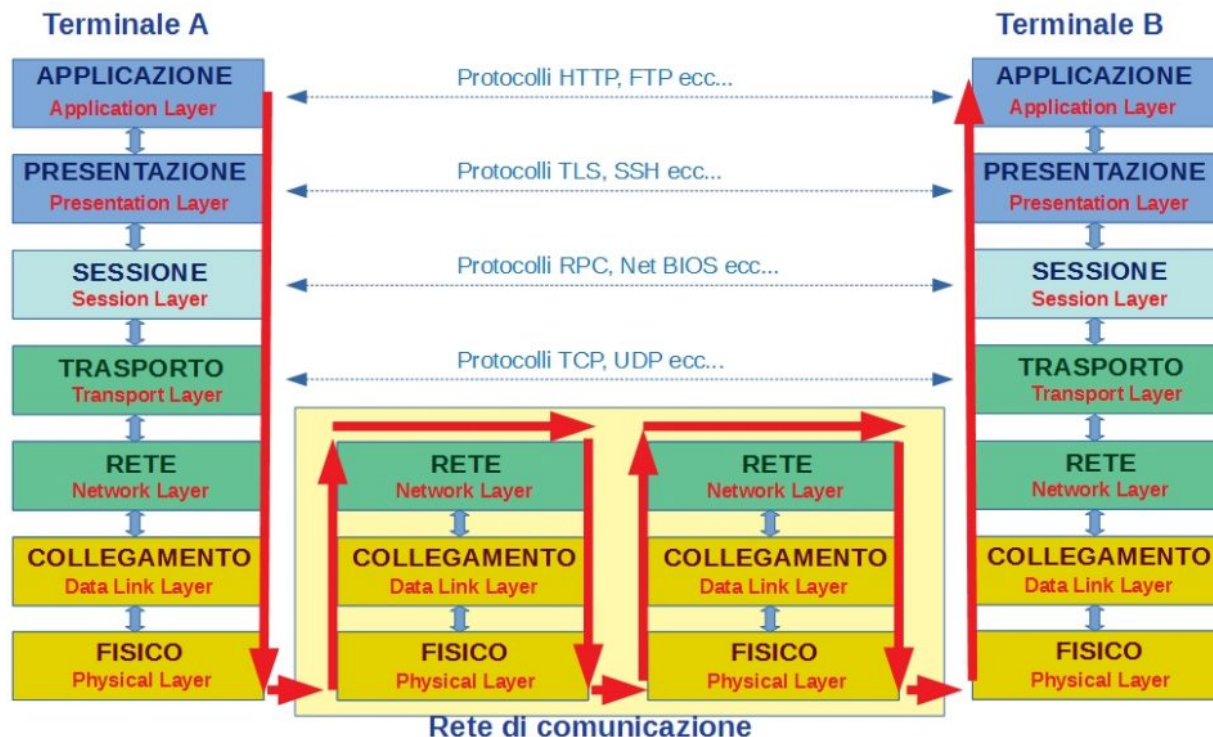 Terminale A
Terminale B
APPLICAZIONE
Application Layer
Protocolli HTTP, FTP ecc...
APPLICAZIONE
Application Layer
PRESENTAZIONE
Presentation Layer
Protocolli TLS, SSH ecc...
PRESENTAZIONE
Presentation Layer
SESSIONE
Session Layer
Protocolli RPC, Net BIOS ecc...
SESSIONE
Session Layer
TRASPORTO
Transport Layer
Protocolli TCP, UDP ecc...
TRASPORTO
Transport Layer
RETE
Network Layer
RETE
Network Layer
RETE
Network Layer
RETE
Network Layer
COLLEGAMENTO
Data Link Layer
COLLEGAMENTO
Data Link Layer
COLLEGAMENTO
Data Link Layer
COLLEGAMENTO
Data Link Layer
FISICO
Physical Layer
FISICO
Physical Layer
FISICO
Physical Layer
FISICO
Physical Layer
Rete di comunicazione